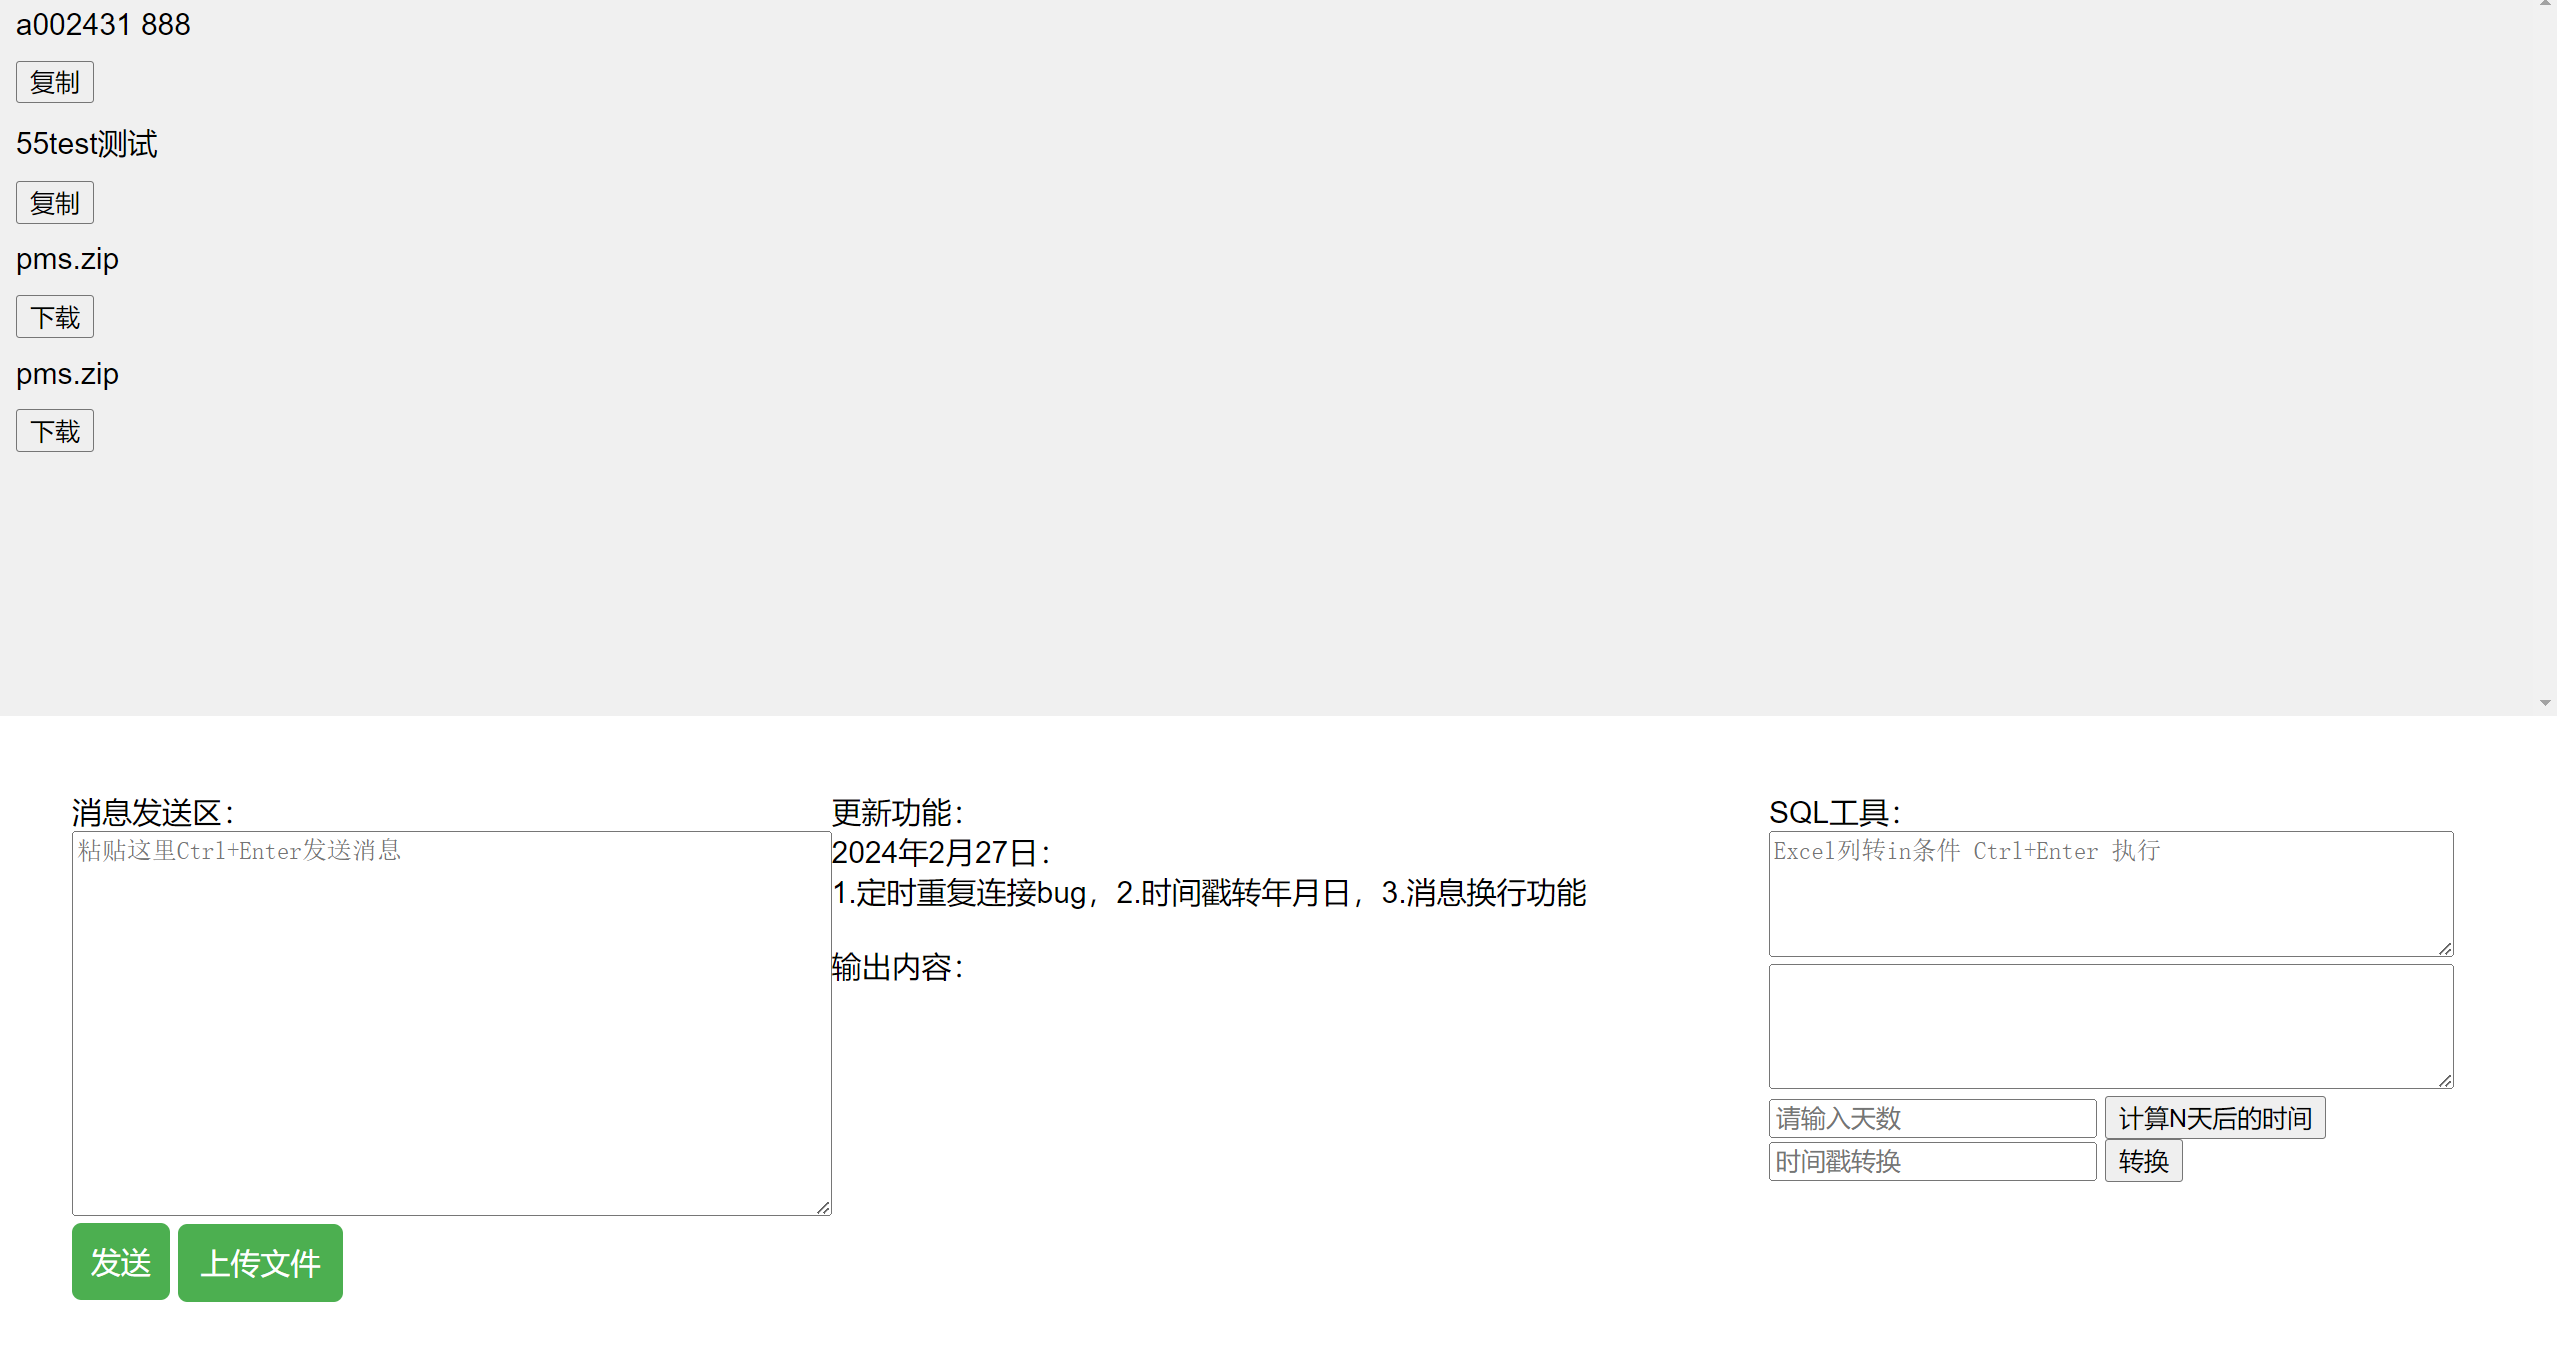 a002431 888
复制
55test测试
复制
pms.zip
下载
pms.zip
下载
消息发送区：
粘贴这里Ctrl+Enter发送消息
发送 上传文件
更新功能：
2024年2月27日：
1.定时重复连接bug，2.时间戳转年月日，3.消息换行功能
输出内容：
SQL工具：
Excel列转in条件 Ctrl+Enter 执行
请输入天数 计算N天后的时间
时间戳转换 转换